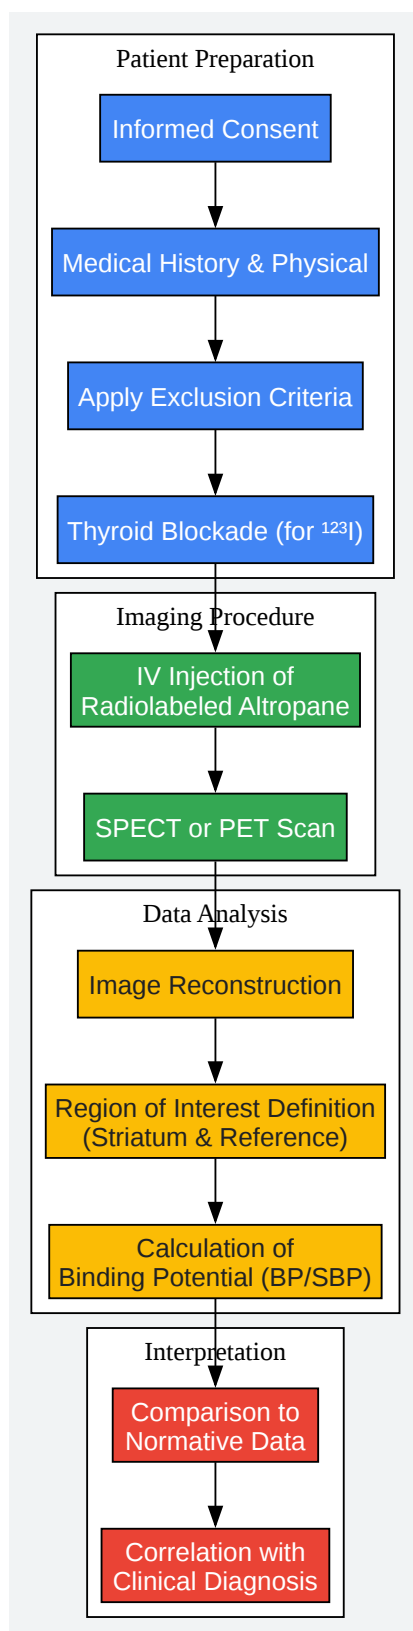 Patient Preparation
Informed Consent
Medical History & Physical
Apply Exclusion Criteria
Thyroid Blockade (for ¹²³I)
Imaging Procedure
IV Injection of
Radiolabeled Altropane
SPECT or PET Scan
Data Analysis
Image Reconstruction
Region of Interest Definition
(Striatum & Reference)
Calculation of
Binding Potential (BP/SBP)
Interpretation
Comparison to
Normative Data
Correlation with
Clinical Diagnosis